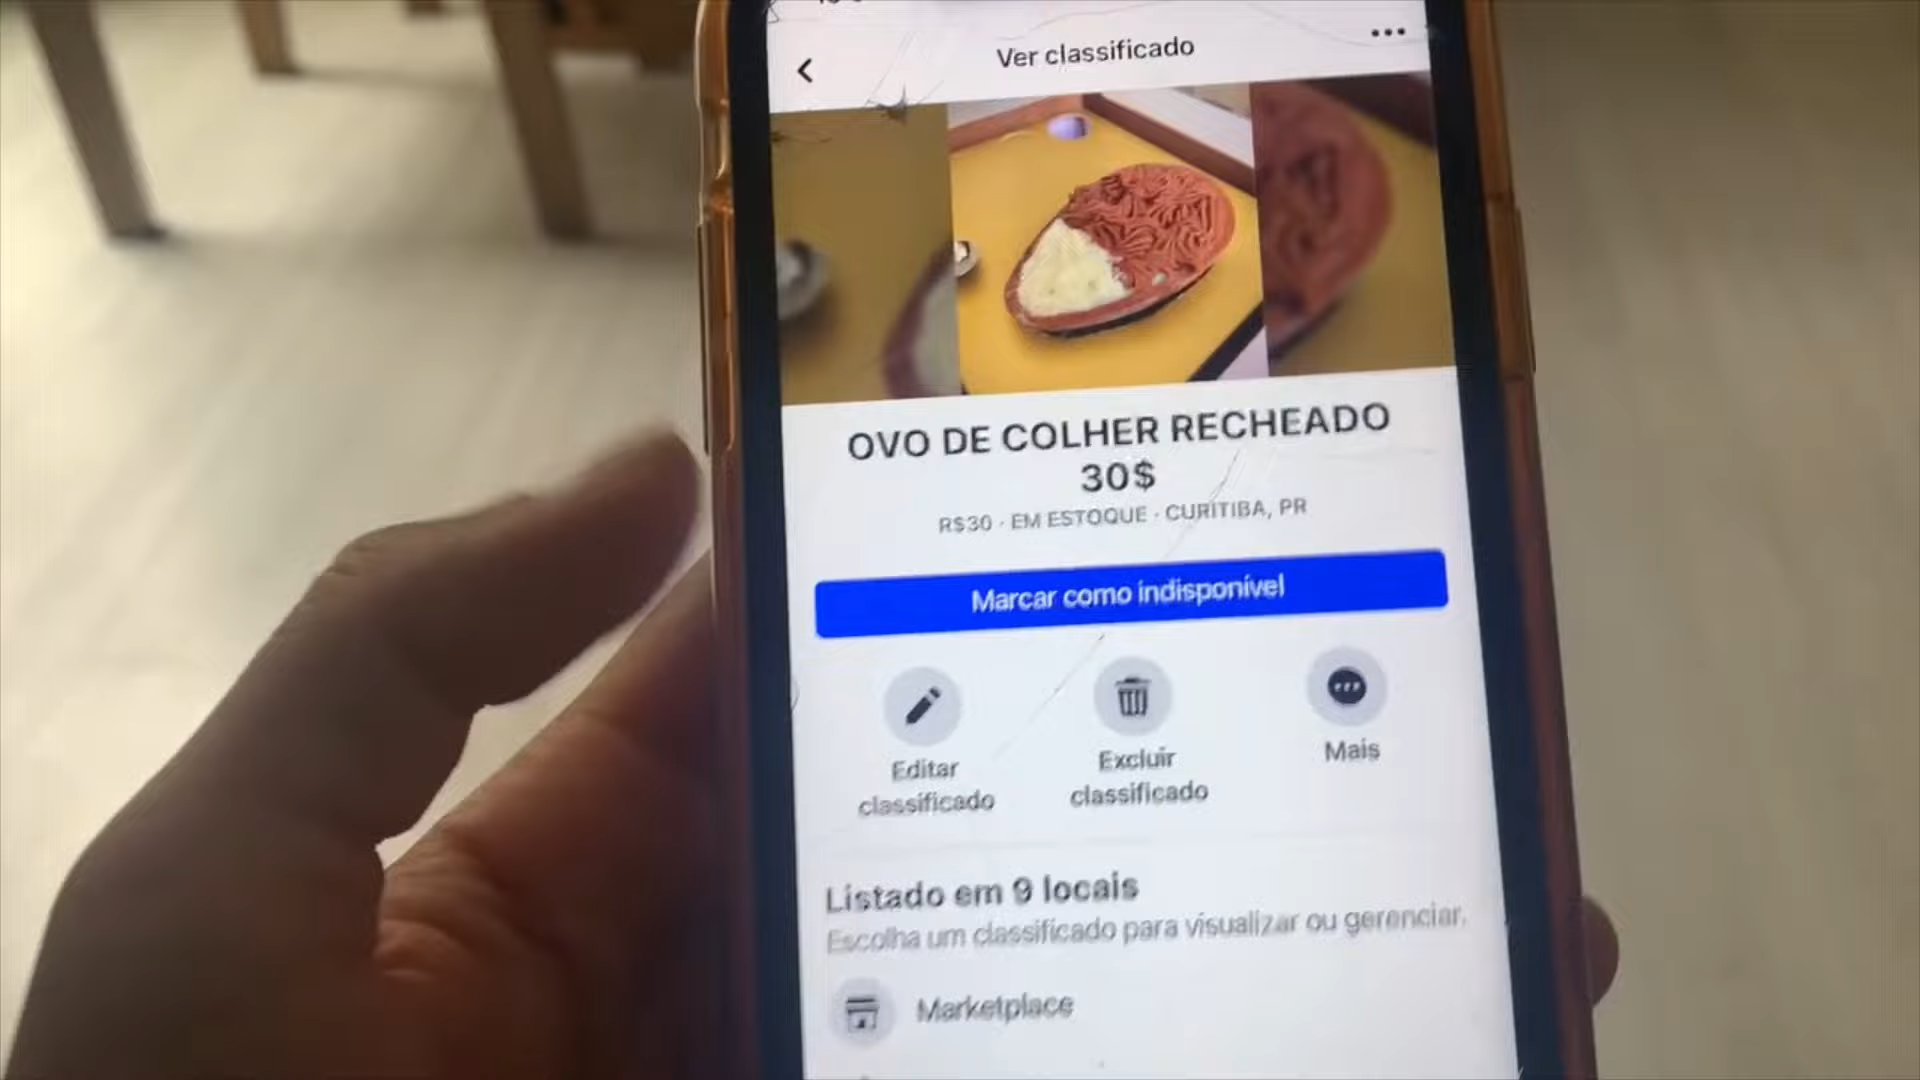 Ver classificado
OVO DE COLHER RECHEADO
30$
R$30 · EM ESTOQUE · CURITIBA, PR
Marcar como indisponível
Editar
classificado
Excluir
classificado
Mais
Listado em 9 locais
Escolha um classificado para visualizar ou gerenciar.
Marketplace